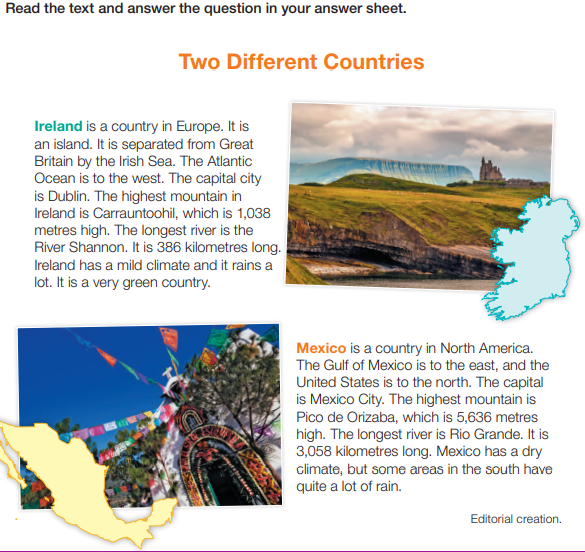 Read the text and answer the question in your answer sheet.
Two Different Countries
Ireland is a country in Europe. It is
an island. It is separated from Great
Britain by the Irish Sea. The Atlantic
Ocean is to the west. The capital city
is Dublin. The highest mountain in
Ireland is Carrauntoohil, which is 1,038
metres high. The longest river is the
River Shannon. It is 386 kilometres long.
Ireland has a mild climate and it rains a
lot. It is a very green country.
Mexico is a country in North America.
The Gulf of Mexico is to the east, and the
United States is to the north. The capital
is Mexico City. The highest mountain is
Pico de Orizaba, which is 5,636 metres
high. The longest river is Rio Grande. It is
3,058 kilometres long. Mexico has a dry
climate, but some areas in the south have
quite a lot of rain.
Editorial creation.